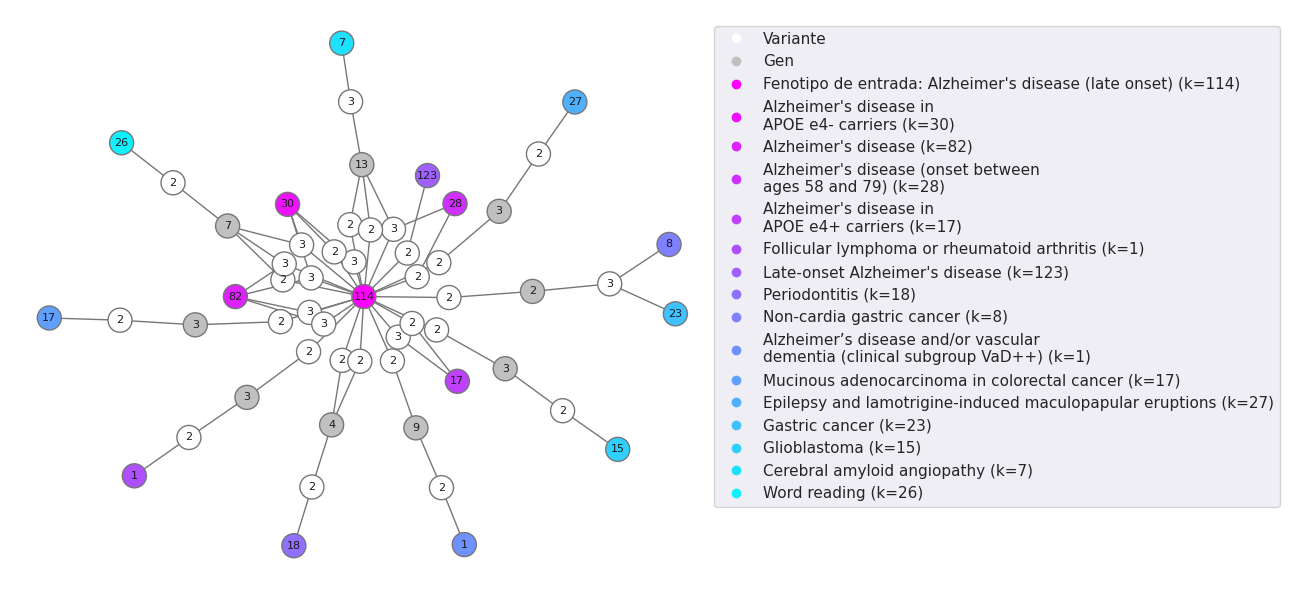 7
3
27
26
2
2
13
123
30
28
3
7
2
2
3
3
2
3
2
3
2
2
3
2
8
82
114
2
2
3
23
17
2
3
2
3
3
2
2
3
2
2
2
3
17
3
2
4
9
2
1
15
2
2
18
1
Variante
Gen
Fenotipo de entrada: Alzheimer's disease (late onset) (k=114)
Alzheimer's disease in
APOE e4- carriers (k=30)
Alzheimer's disease (k=82)
Alzheimer's disease (onset between
ages 58 and 79) (k=28)
Alzheimer's disease in
APOE e4+ carriers (k=17)
Follicular lymphoma or rheumatoid arthritis (k=1)
Late-onset Alzheimer's disease (k=123)
Periodontitis (k=18)
Non-cardia gastric cancer (k=8)
Alzheimer’s disease and/or vascular
dementia (clinical subgroup VaD++) (k=1)
Mucinous adenocarcinoma in colorectal cancer (k=17)
Epilepsy and lamotrigine-induced maculopapular eruptions (k=27)
Gastric cancer (k=23)
Glioblastoma (k=15)
Cerebral amyloid angiopathy (k=7)
Word reading (k=26)